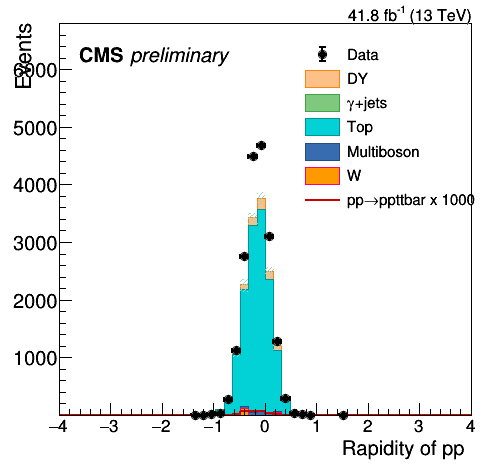 41.8 fb-1 (13 TeV)
CMS preliminary
Events
Data
DY
γ+jets
Top
Multiboson
W
pp→ppttbar x 1000
6000
5000
4000
3000
2000
1000
−4 −3 −2 −1 0 1 2 3 4
Rapidity of pp